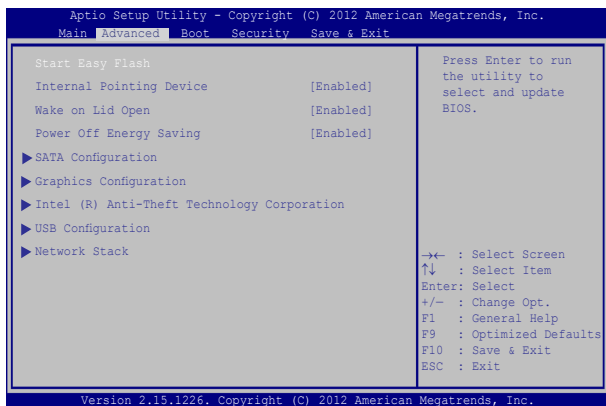 Aptio Setup Utility - Copyright (C) 2012 American Megatrends, Inc.
Main Advanced Boot Security Save & Exit
Start Easy Flash
Internal Pointing Device [Enabled]
Wake on Lid Open [Enabled]
Power Off Energy Saving [Enabled]
SATA Configuration
Graphics Configuration
Intel (R) Anti-Theft Technology Corporation
USB Configuration
Network Stack
Press Enter to run
the utility to
select and update
BIOS.
→← : Select Screen
↑↓ : Select Item
Enter: Select
+/— : Change Opt.
F1 : General Help
F9 : Optimized Defaults
F10 : Save & Exit
ESC : Exit
Version 2.15.1226. Copyright (C) 2012 American Megatrends, Inc.